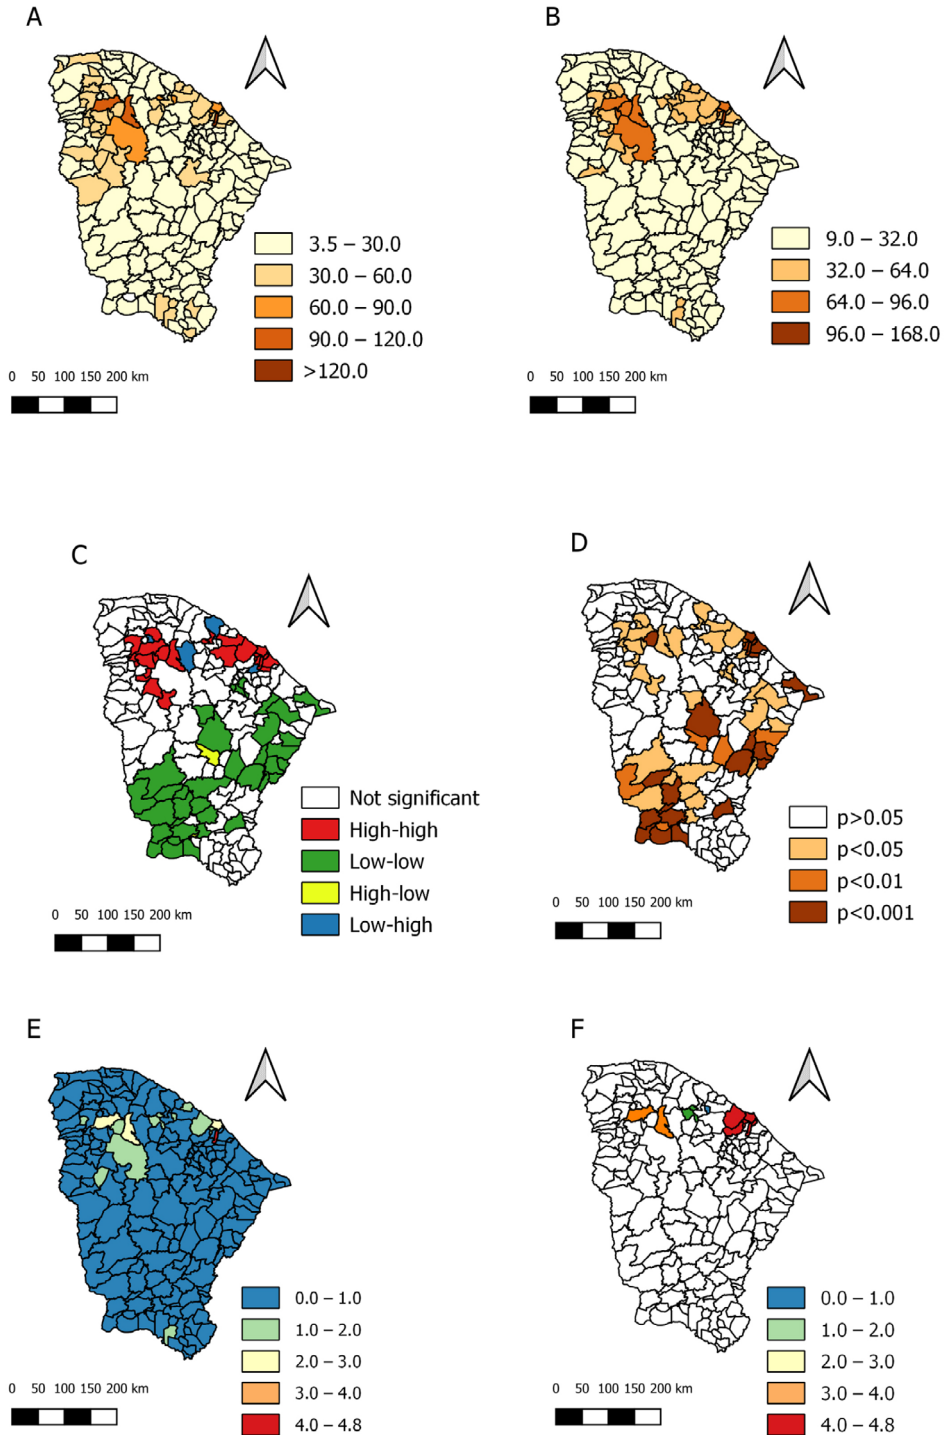 A
B
3.5 – 30.0
30.0 – 60.0
60.0 – 90.0
90.0 – 120.0
>120.0
9.0 – 32.0
32.0 – 64.0
64.0 – 96.0
96.0 – 168.0
0 50 100 150 200 km
0 50 100 150 200 km
C
D
Not significant
High-high
Low-low
High-low
Low-high
p>0.05
p<0.05
p<0.01
p<0.001
0 50 100 150 200 km
0 50 100 150 200 km
E
F
0.0 – 1.0
1.0 – 2.0
2.0 – 3.0
3.0 – 4.0
4.0 – 4.8
0.0 – 1.0
1.0 – 2.0
2.0 – 3.0
3.0 – 4.0
4.0 – 4.8
0 50 100 150 200 km
0 50 100 150 200 km